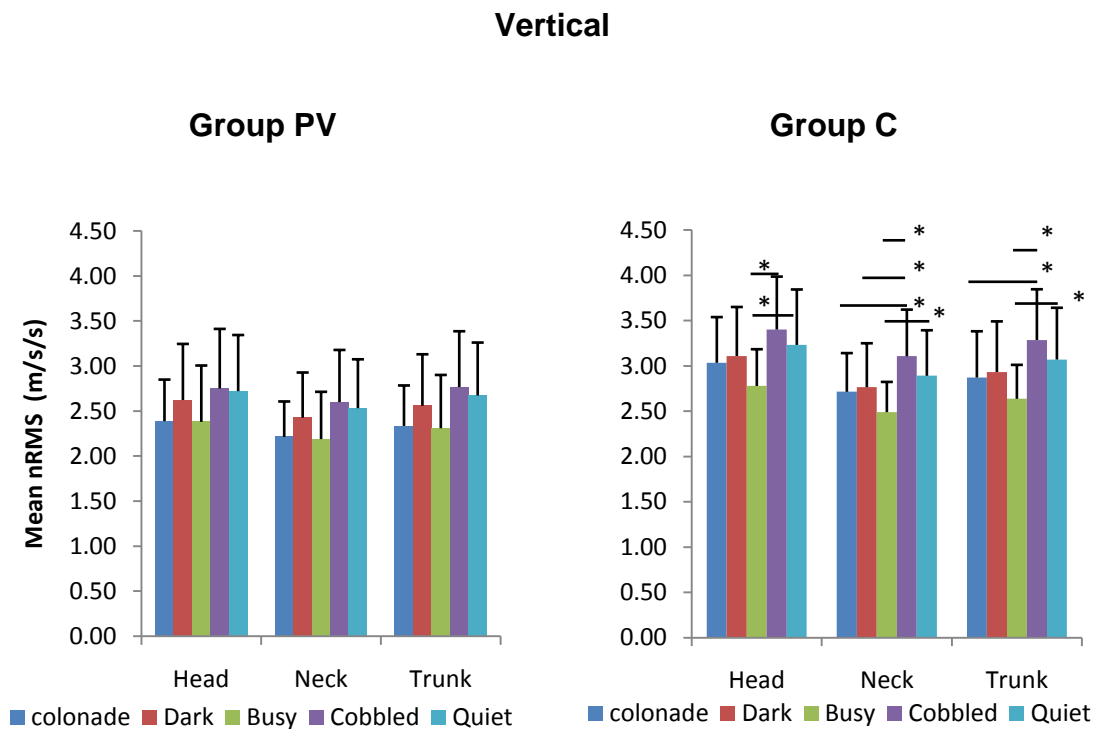 Vertical
Group PV
Group C
Mean nRMS (m/s/s)
4.50
4.00
3.50
3.00
2.50
2.00
1.50
1.00
0.50
0.00
Head Neck Trunk
colonade Dark Busy Cobbled Quiet
4.50
4.00
3.50
3.00
2.50
2.00
1.50
1.00
0.50
0.00
* * * * * * * * *
Head Neck Trunk
colonade Dark Busy Cobbled Quiet